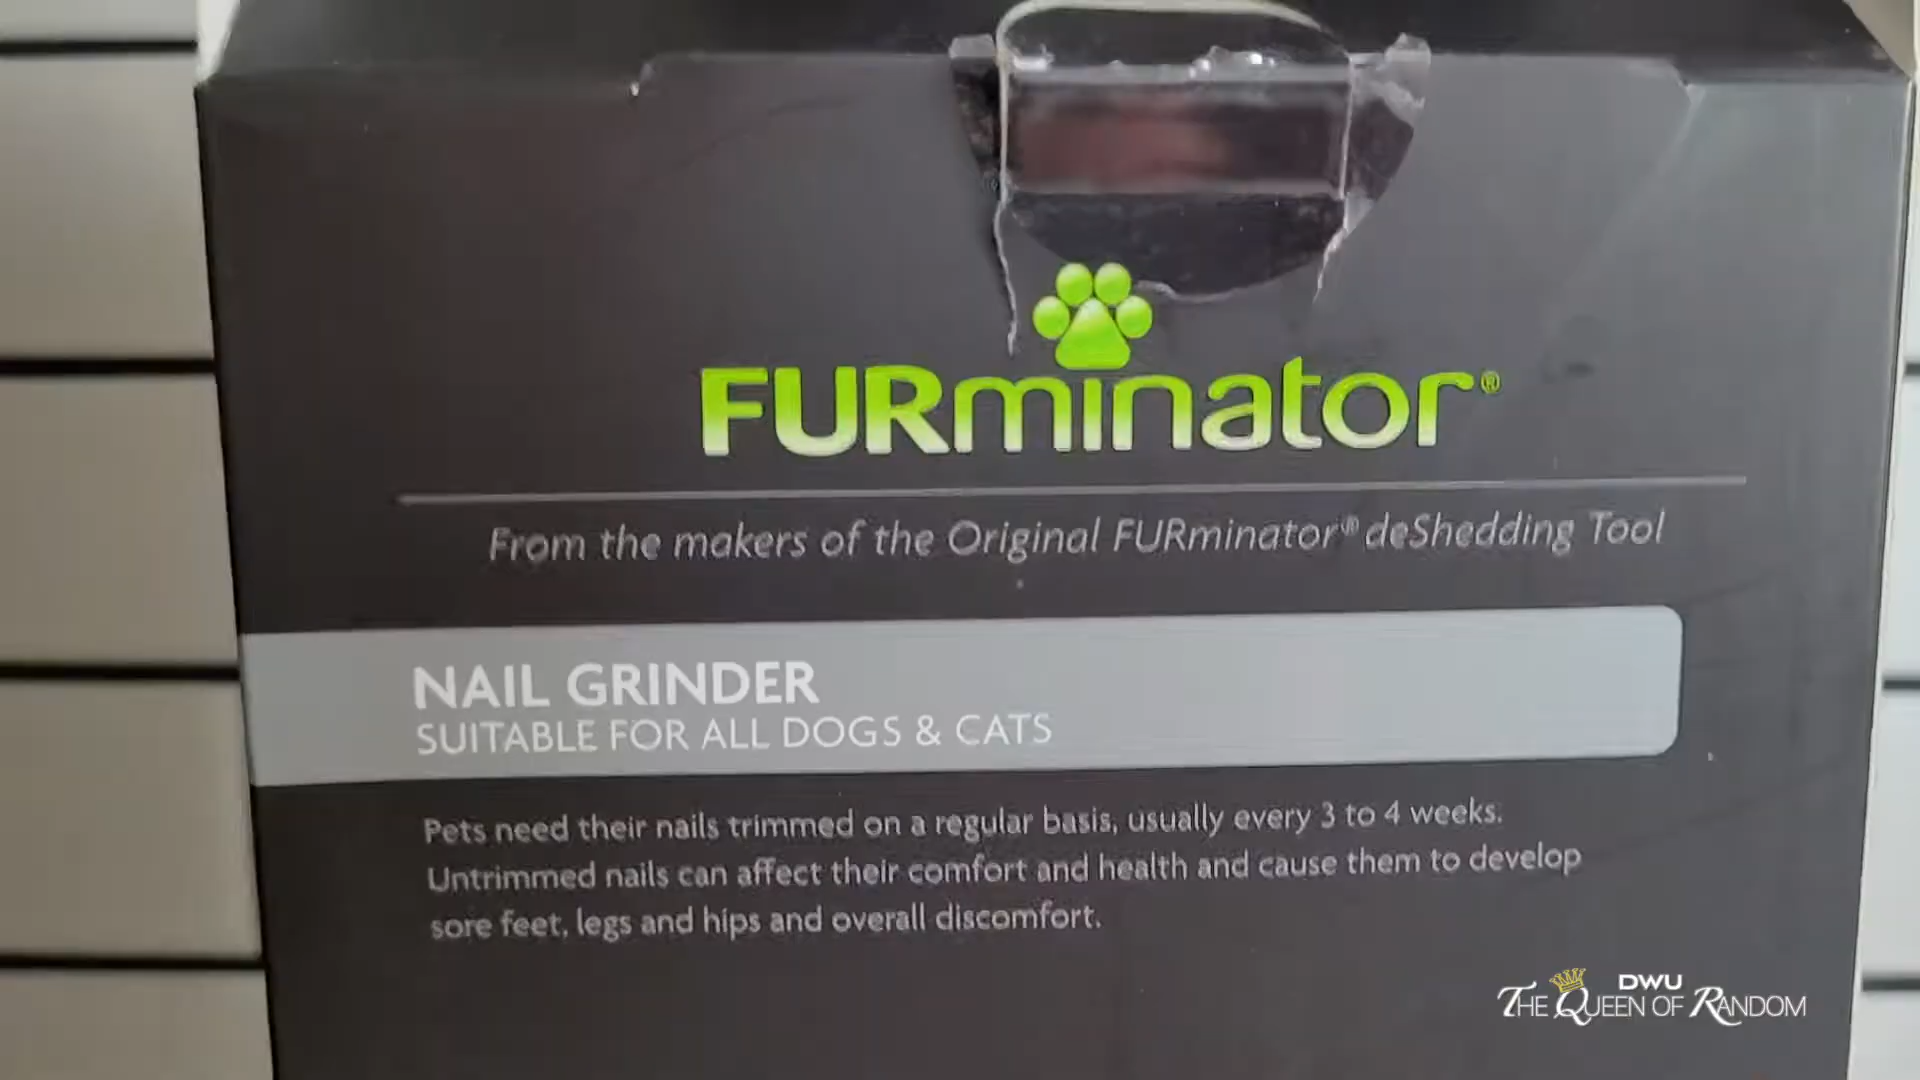 FURminator®
From the makers of the Original FURminator® deShedding Tool
NAIL GRINDER
SUITABLE FOR ALL DOGS & CATS
Pets need their nails trimmed on a regular basis, usually every 3 to 4 weeks.
Untrimmed nails can affect their comfort and health and cause them to develop
sore feet, legs and hips and overall discomfort.
DWU
THE QUEEN OF RANDOM